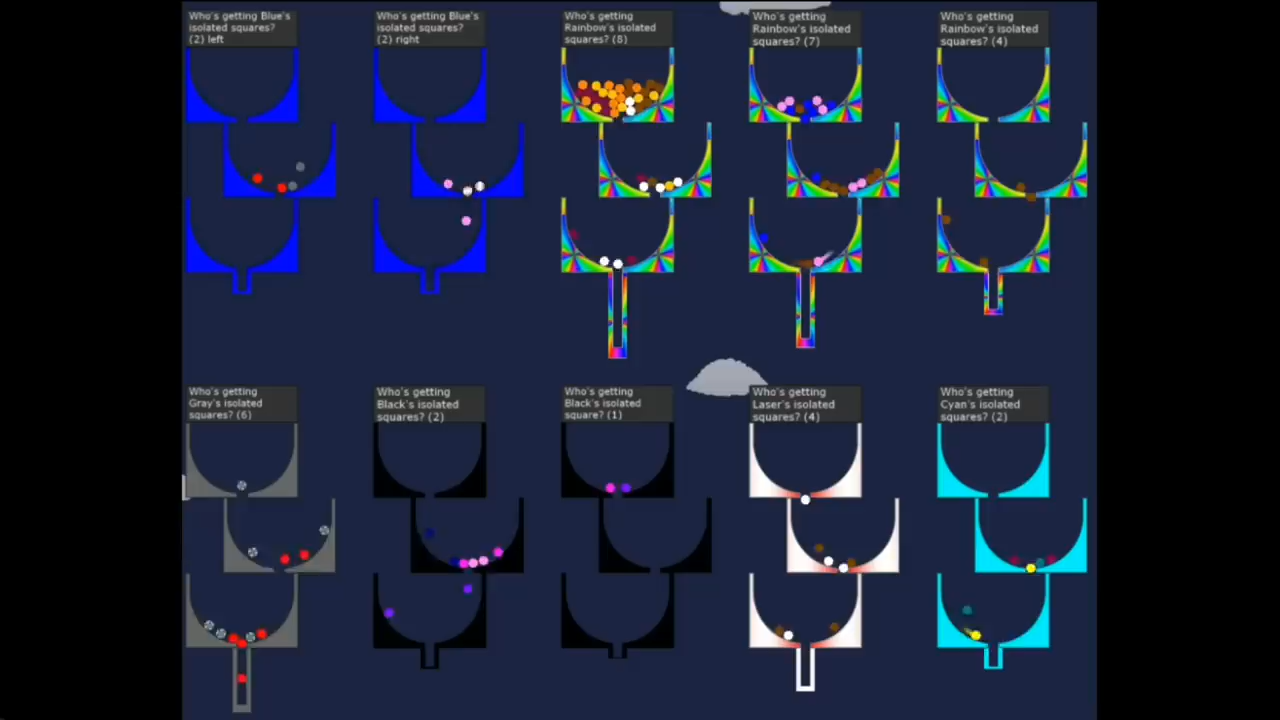 Who's getting Blue's
isolated squares?
(2) left
Who's getting Blue's
isolated squares?
(2) right
Who's getting
Rainbow's isolated
squares? (8)
Who's getting
Rainbow's isolated
squares? (7)
Who's getting
Rainbow's isolated
squares? (4)
Who's getting
Gray's isolated
squares? (6)
Who's getting
Black's isolated
squares? (2)
Who's getting
Black's isolated
square? (1)
Who's getting
Laser's isolated
squares? (4)
Who's getting
Cyan's isolated
squares? (2)